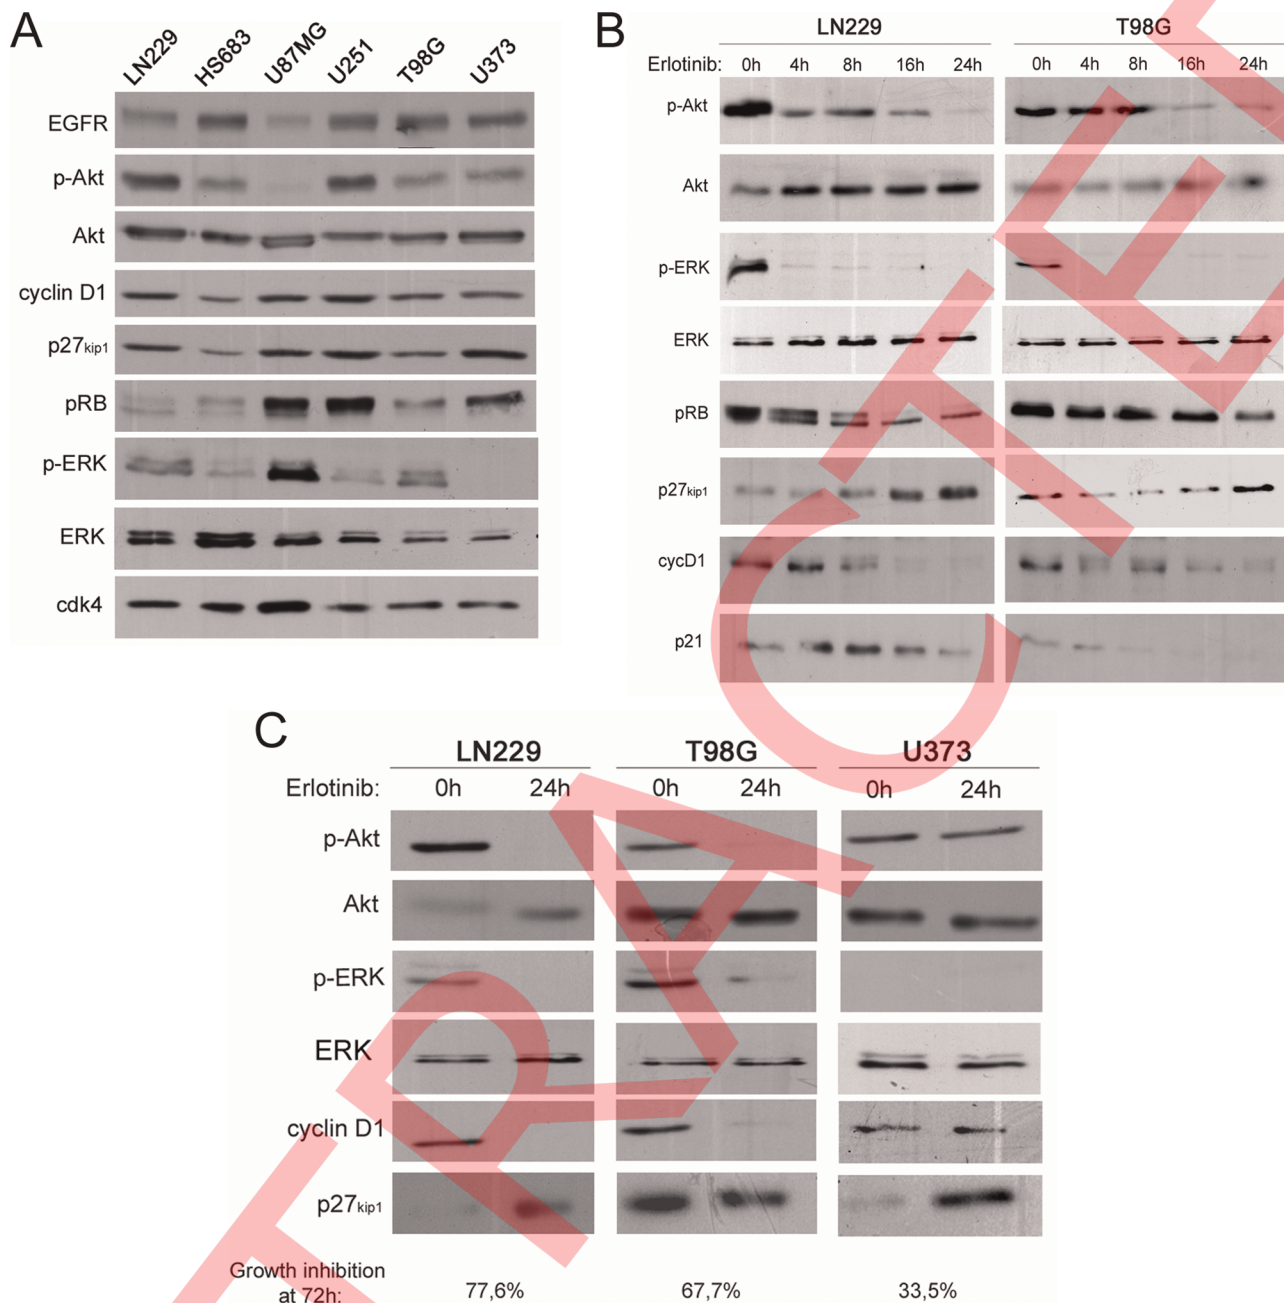 A
LN229 HS683 U87MG U251 T98G U373
EGFR
p-Akt
Akt
cyclin D1
p27kip1
pRB
p-ERK
ERK
cdk4
B
LN229 T98G
Erlotinib: 0h 4h 8h 16h 24h 0h 4h 8h 16h 24h
p-Akt
Akt
p-ERK
ERK
pRB
p27kip1
cycD1
p21
C
LN229 T98G U373
Erlotinib: 0h 24h 0h 24h 0h 24h
p-Akt
Akt
p-ERK
ERK
cyclin D1
p27kip1
Growth inhibition
at 72h: 77,6% 67,7% 33,5%